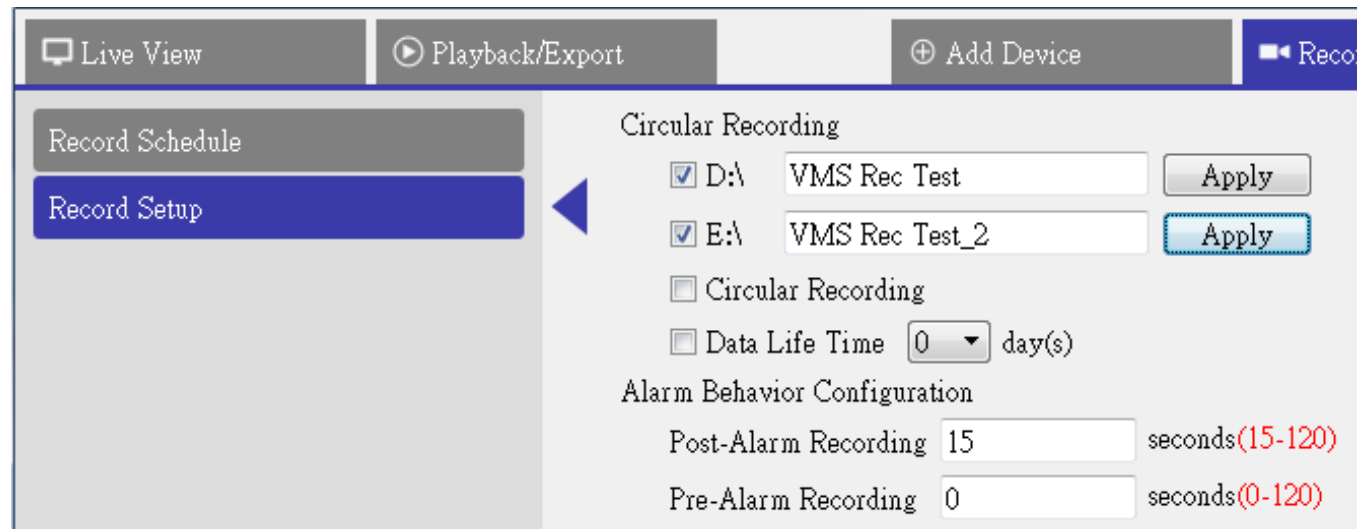 Live View Playback/Export Add Device Recor
Record Schedule
Record Setup
Circular Recording
D:\ VMS Rec Test Apply
E:\ VMS Rec Test_2 Apply
Circular Recording
Data Life Time 0 day(s)
Alarm Behavior Configuration
Post-Alarm Recording 15 seconds(15-120)
Pre-Alarm Recording 0 seconds(0-120)